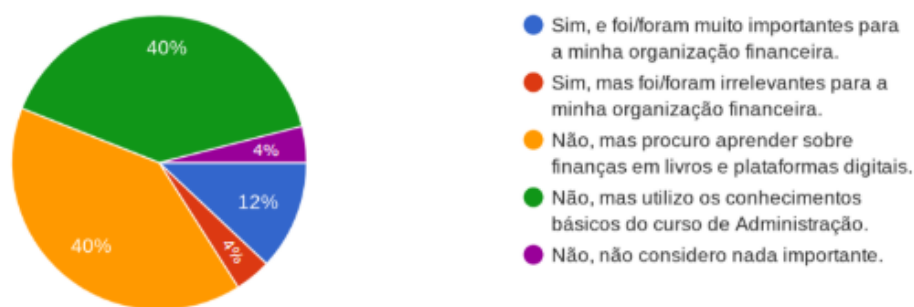 40%
4%
12%
4%
40%
Sim, e foi/foram muito importantes para
a minha organização financeira.
Sim, mas foi/foram irrelevantes para a
minha organização financeira.
Não, mas procuro aprender sobre
finanças em livros e plataformas digitais.
Não, mas utilizo os conhecimentos
básicos do curso de Administração.
Não, não considero nada importante.